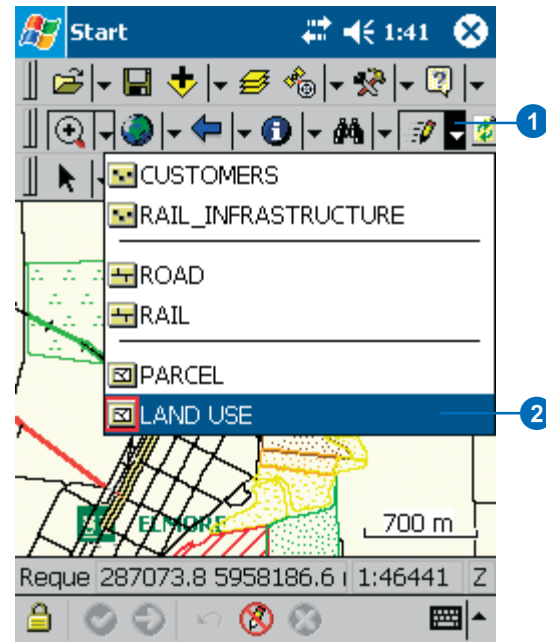 Start 1:41
1
CUSTOMERS
RAIL_INFRASTRUCTURE
ROAD
RAIL
PARCEL
LAND USE
2
ELMORE
700 m
Reque 287073.8 5958186.6 1:46441 Z